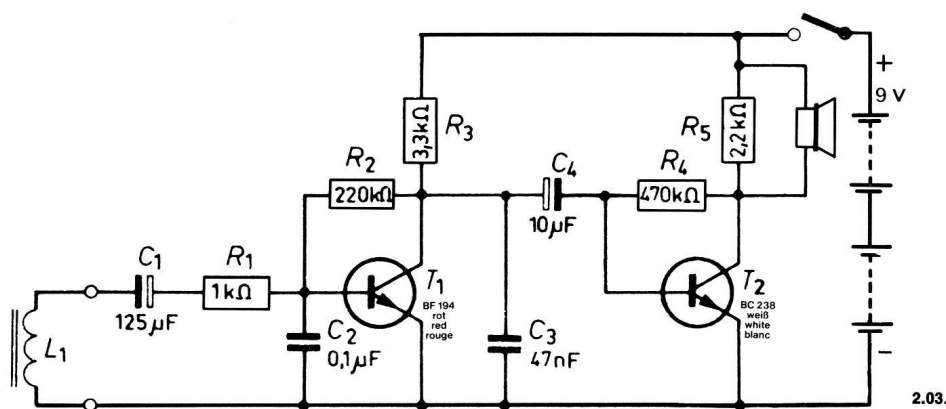 +
9 V
3,3kΩ
R3
R5
2,2kΩ
R2
220kΩ
C4
10µF
R4
470kΩ
C1
125µF
R1
1kΩ
T1
BF 194
rot
red
rouge
T2
BC 238
weiß
white
blanc
L1
C2
0,1µF
C3
47nF
−
2.03.